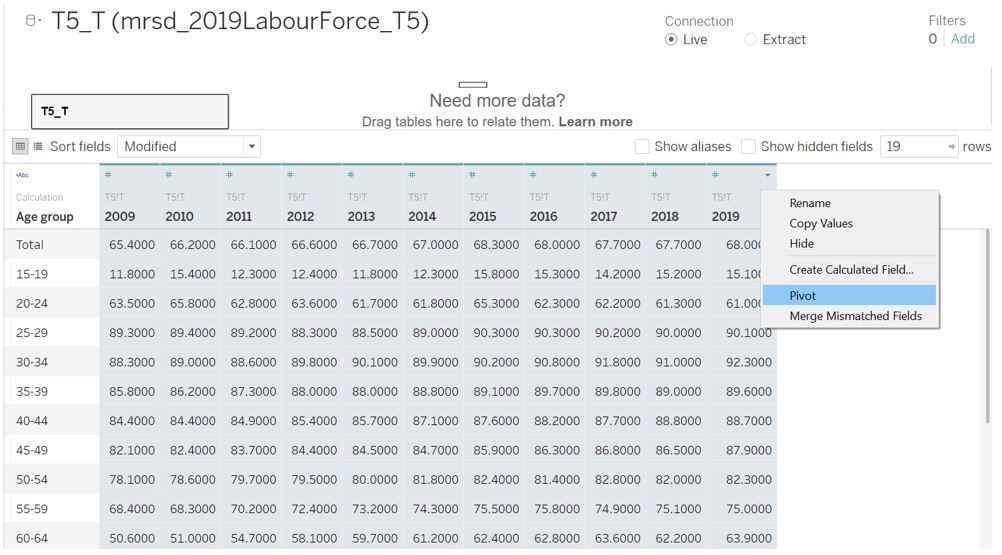 T5_T (mrsd_2019LabourForce_T5)
Connection
Live Extract
Filters
0 Add
T5_T
Need more data?
Drag tables here to relate them. Learn more
Sort fields Modified Show aliases Show hidden fields 19 rows
=Abc # # # # # # # # # # #
Calculation T5!T T5!T T5!T T5!T T5!T T5!T T5!T T5!T T5!T T5!T T5!T
Age group 2009 2010 2011 2012 2013 2014 2015 2016 2017 2018 2019
Rename
Copy Values
Hide
Create Calculated Field...
Pivot
Merge Mismatched Fields
Total 65.4000 66.2000 66.1000 66.6000 66.7000 67.0000 68.3000 68.0000 67.7000 67.7000 68.00
15-19 11.8000 15.4000 12.3000 12.4000 11.8000 12.3000 15.8000 15.3000 14.2000 15.2000 15.10
20-24 63.5000 65.8000 62.8000 63.6000 61.7000 61.8000 65.3000 62.3000 62.2000 61.3000 61.00
25-29 89.3000 89.4000 89.2000 88.3000 88.5000 89.0000 90.3000 90.3000 90.2000 90.0000 90.1000
30-34 88.3000 89.0000 88.6000 89.8000 90.1000 89.9000 90.2000 90.8000 91.8000 91.0000 92.3000
35-39 85.8000 86.2000 87.3000 88.0000 88.0000 88.8000 89.1000 89.7000 89.7000 89.6000 89.6000
40-44 84.4000 84.4000 84.9000 85.4000 85.7000 87.1000 87.6000 88.2000 87.7000 88.8000 88.7000
45-49 82.1000 82.4000 83.7000 84.4000 84.5000 84.7000 85.9000 86.3000 86.8000 86.5000 87.9000
50-54 78.1000 78.6000 79.7000 79.5000 80.0000 81.8000 82.4000 81.4000 82.8000 82.0000 82.3000
55-59 68.4000 68.3000 70.2000 72.4000 73.2000 74.3000 75.5000 75.8000 74.9000 75.1000 75.0000
60-64 50.6000 51.0000 54.7000 58.1000 59.7000 61.2000 62.4000 62.8000 63.6000 62.2000 63.9000